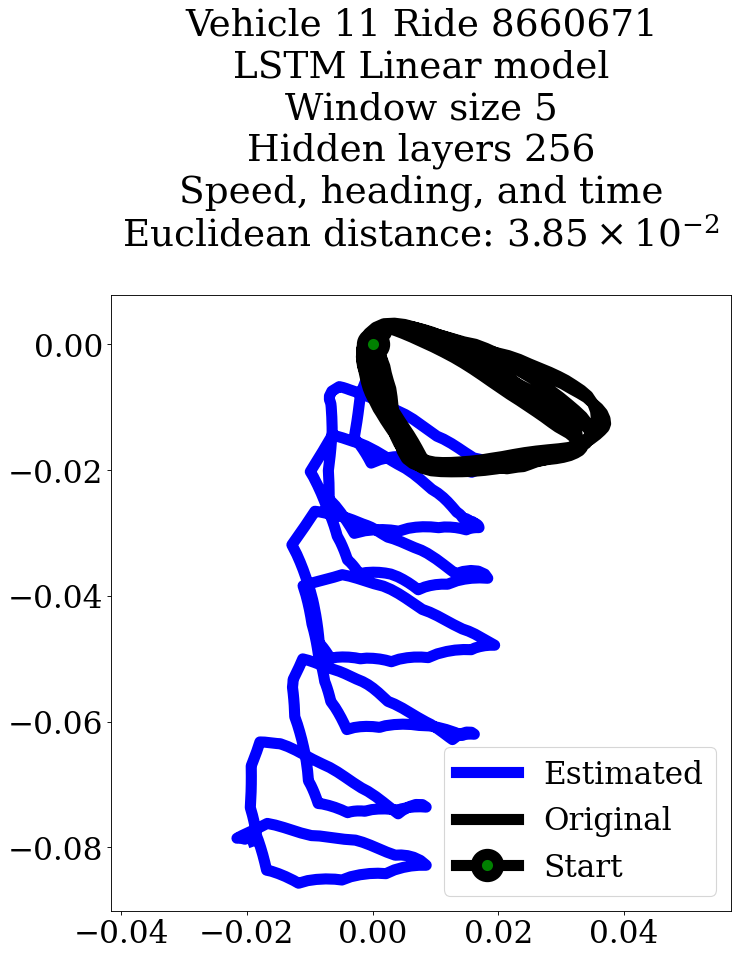 Vehicle 11 Ride 8660671
LSTM Linear model
Window size 5
Hidden layers 256
Speed, heading, and time
Euclidean distance: 3.85 × 10⁻²
0.00
−0.02
−0.04
−0.06
−0.08
−0.04 −0.02 0.00 0.02 0.04
Estimated
Original
Start